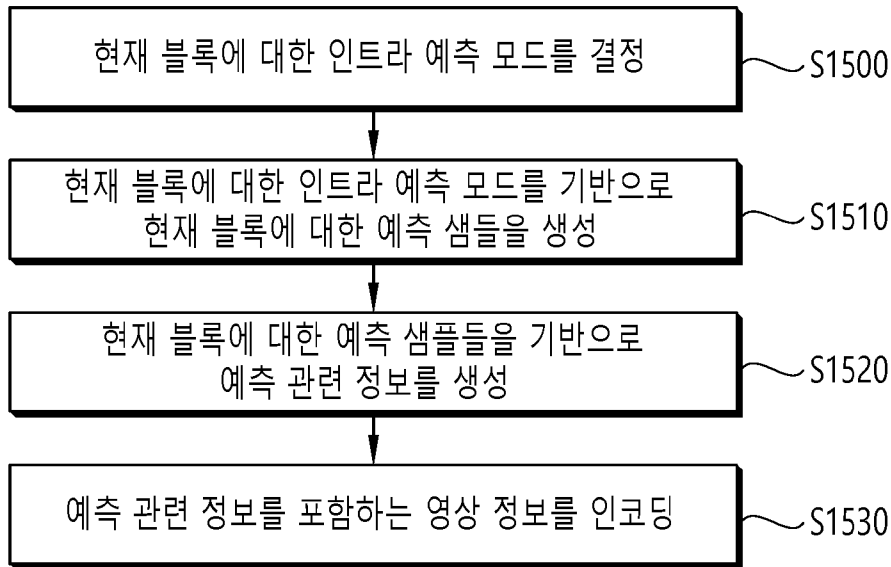 현재 블록에 대한 인트라 예측 모드를 결정
S1500
현재 블록에 대한 인트라 예측 모드를 기반으로
현재 블록에 대한 예측 샘들을 생성
S1510
현재 블록에 대한 예측 샘플들을 기반으로
예측 관련 정보를 생성
S1520
예측 관련 정보를 포함하는 영상 정보를 인코딩
S1530